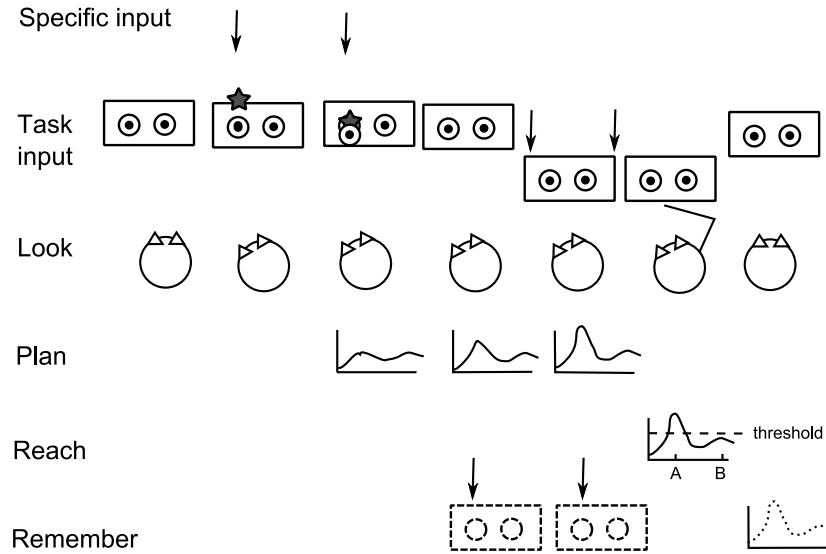 Specific input
Task
input
Look
Plan
Reach
threshold
A B
Remember